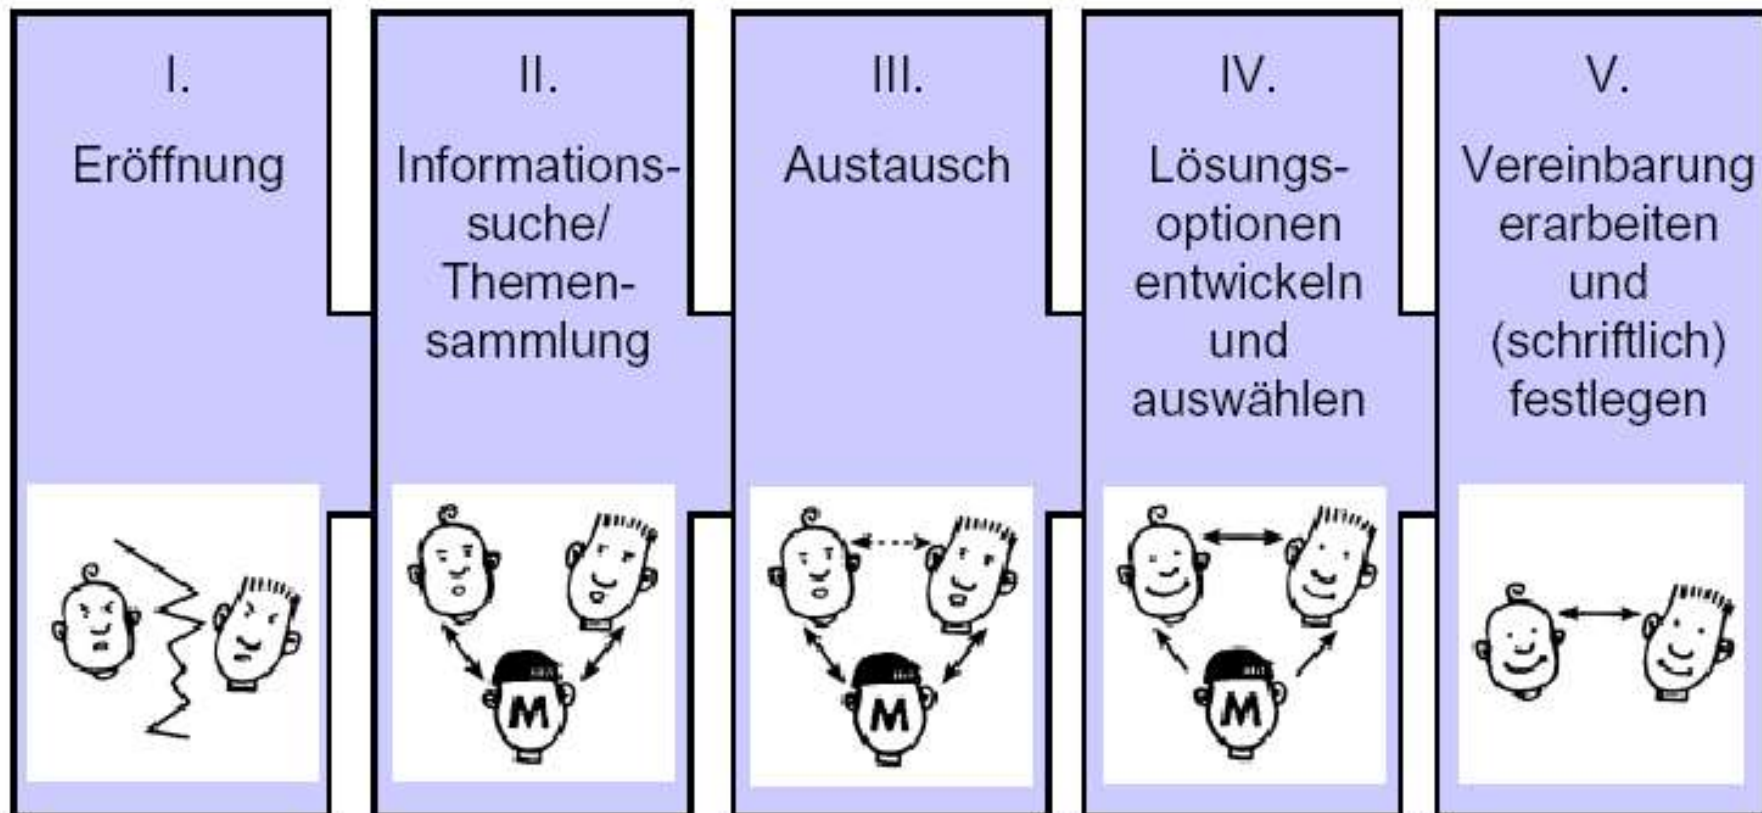 I.
Eröffnung
II.
Informations-
suche/
Themen-
sammlung
III.
Austausch
IV.
Lösungs-
optionen
entwickeln
und
auswählen
V.
Vereinbarung
erarbeiten
und
(schriftlich)
festlegen
M
M
M